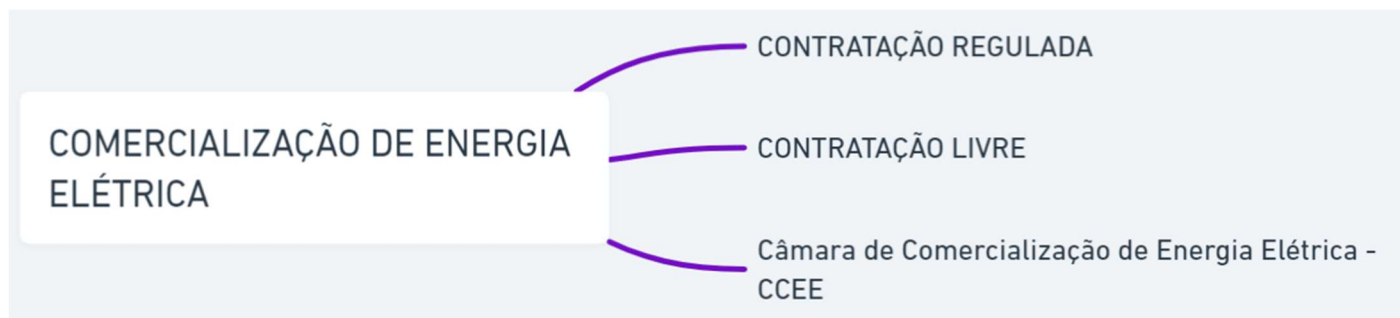 CONTRATAÇÃO REGULADA
COMERCIALIZAÇÃO DE ENERGIA
ELÉTRICA
CONTRATAÇÃO LIVRE
Câmara de Comercialização de Energia Elétrica -
CCEE